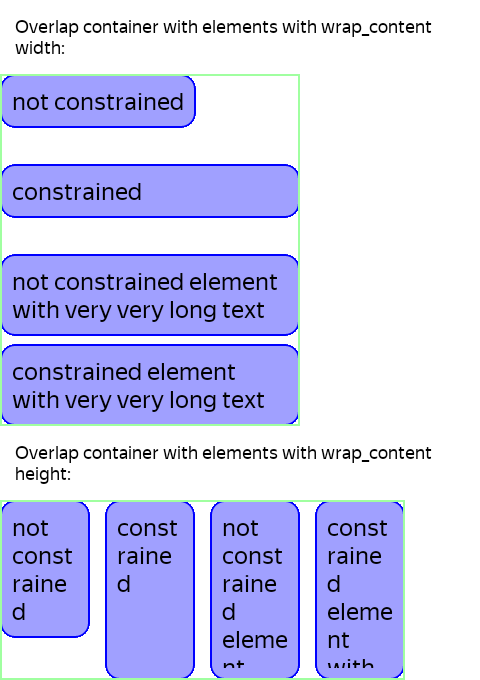 Overlap container with elements with wrap_content
width:
not constrained
constrained
not constrained element
with very very long text
constrained element
with very very long text
Overlap container with elements with wrap_content
height:
not
const
raine
d
const
raine
d
not
const
raine
d
eleme
nt
const
raine
d
eleme
nt
with